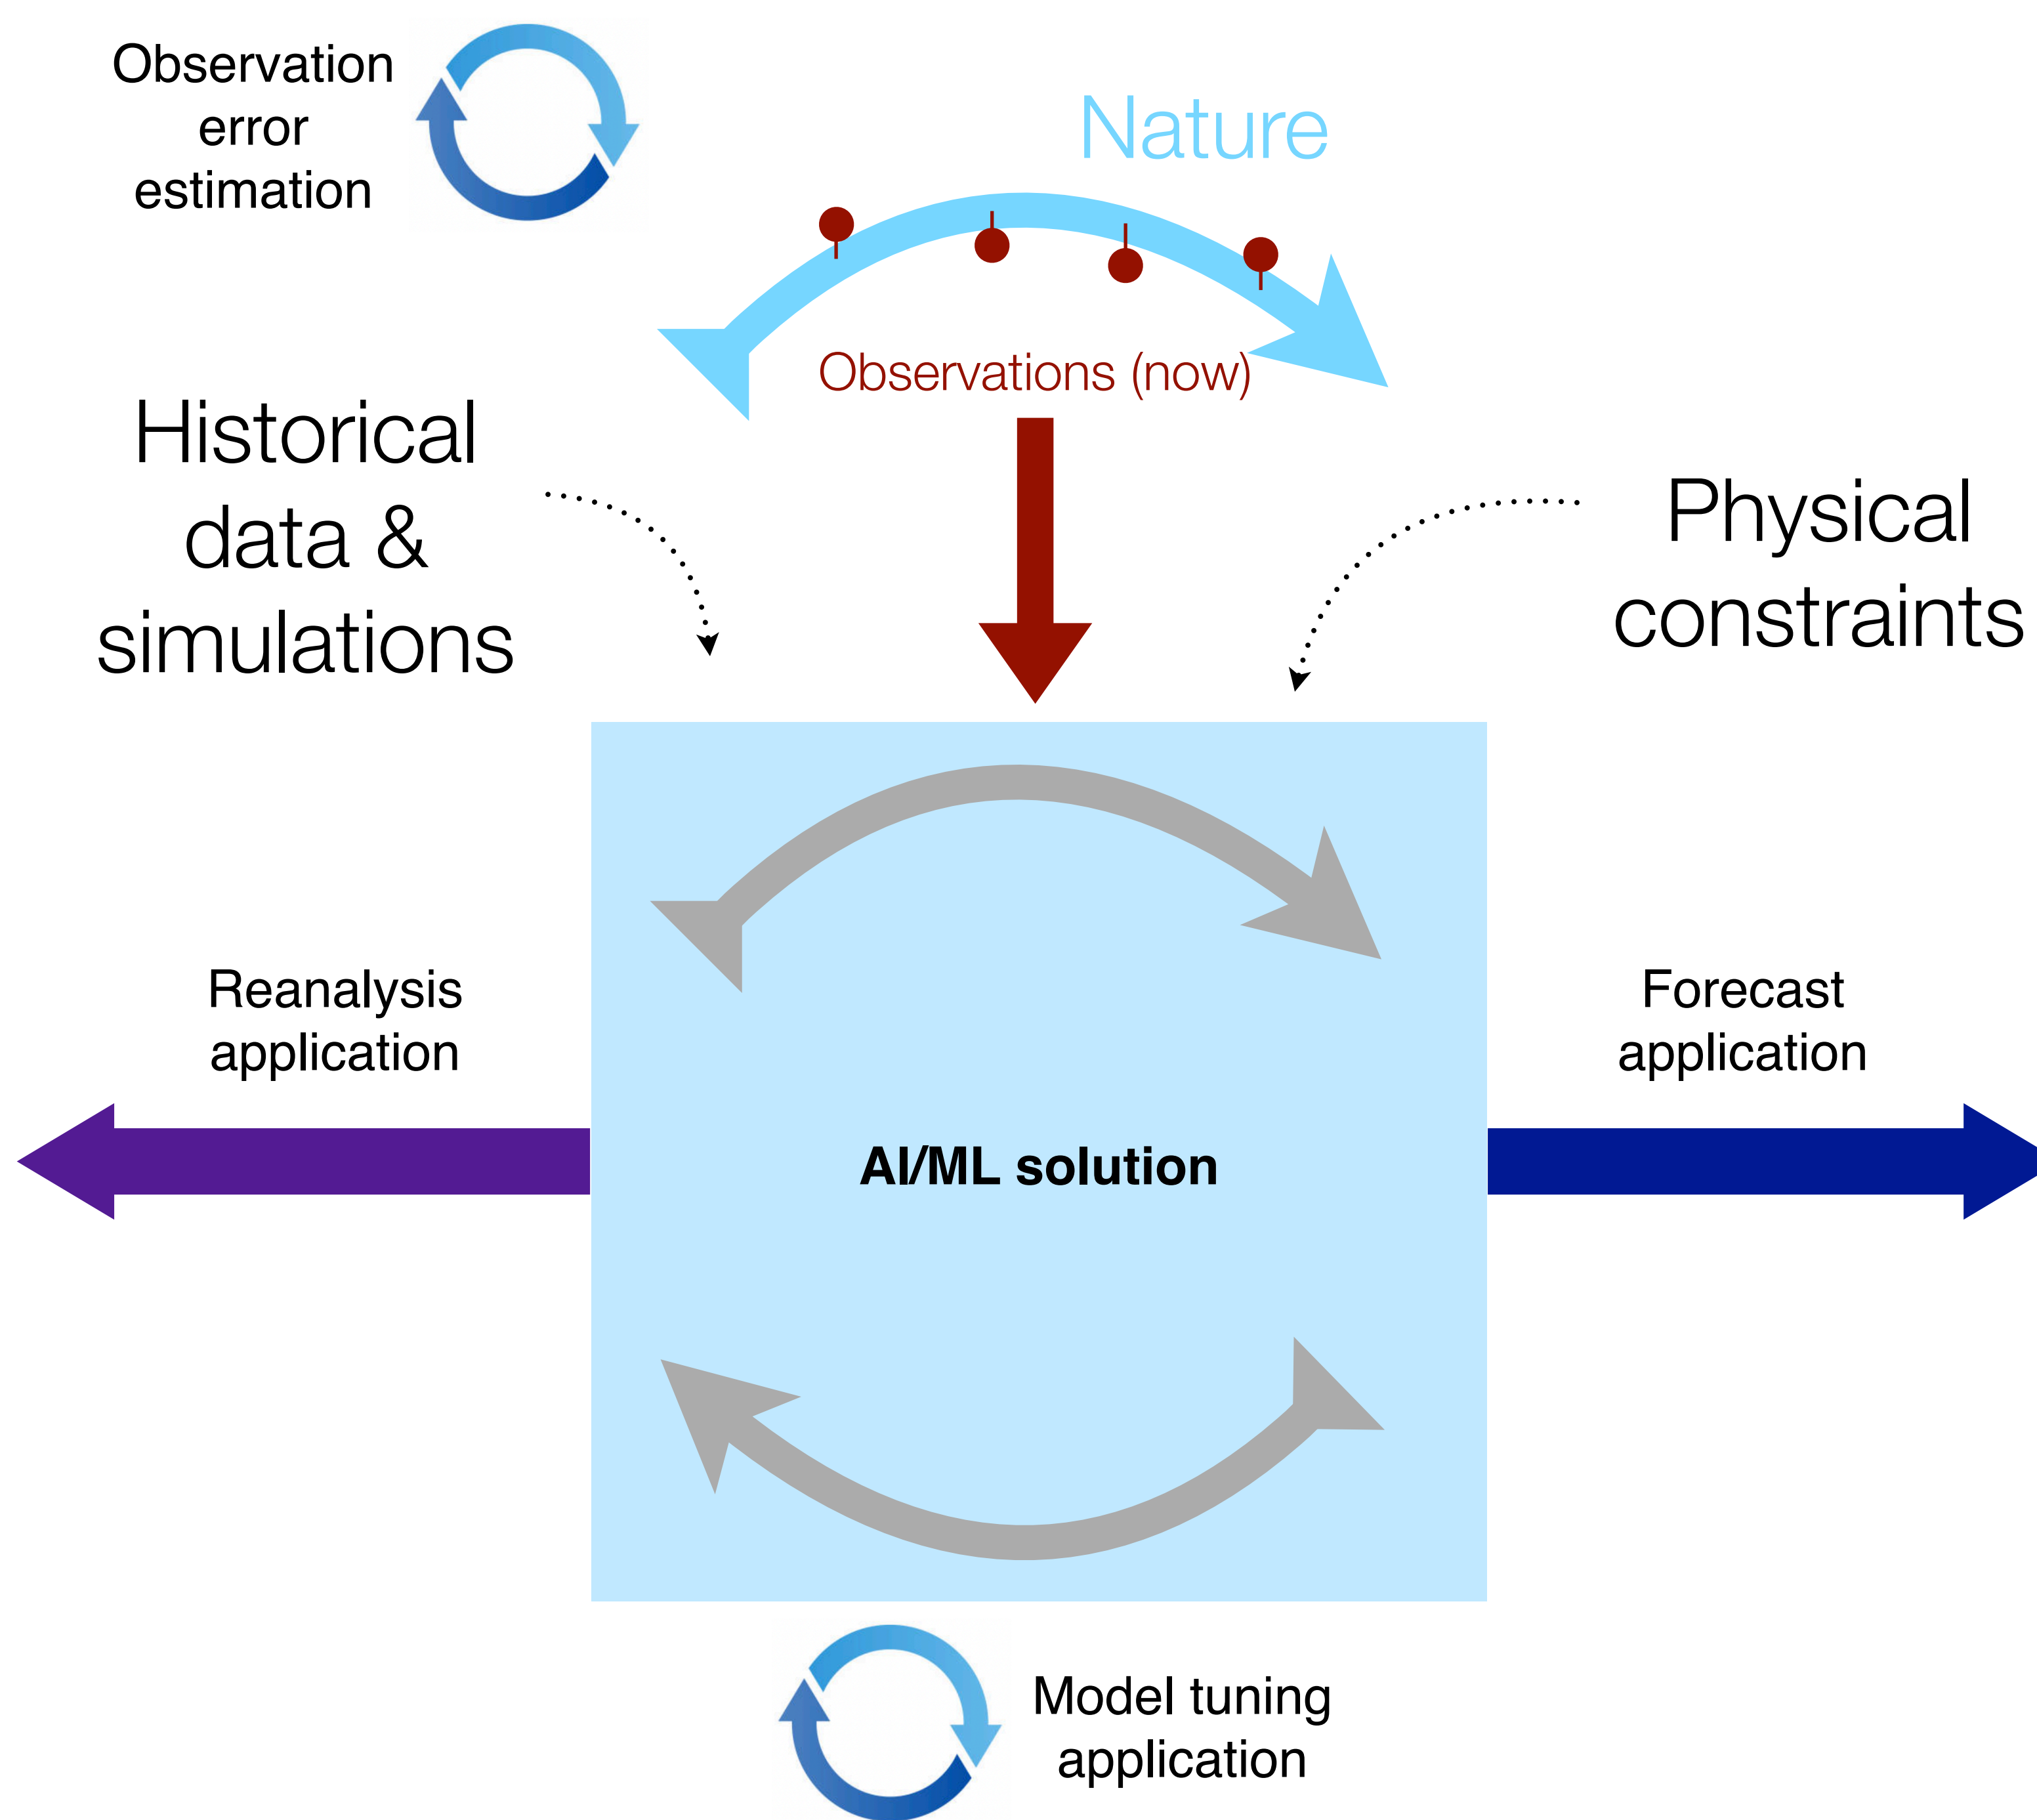 Observation
error
estimation
Nature
Observations (now)
Historical
data &
simulations
Physical
constraints
Reanalysis
application
Forecast
application
AI/ML solution
Model tuning
application